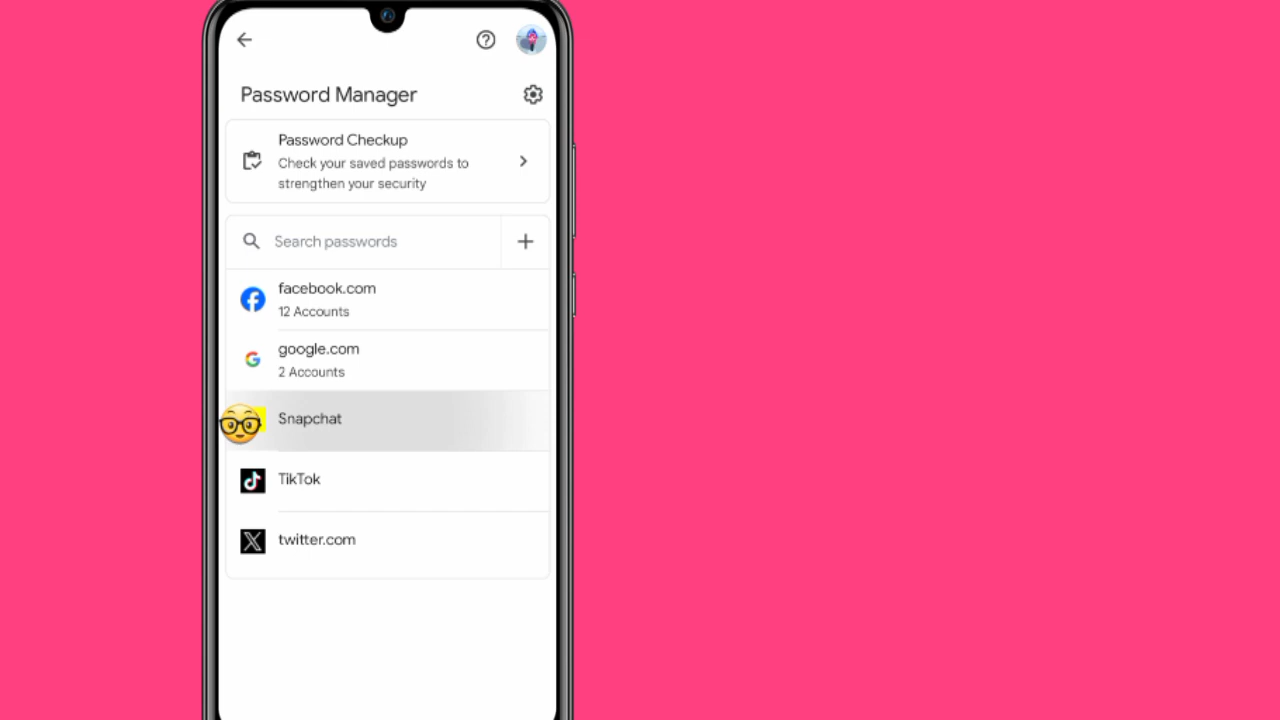 Password Manager
Password Checkup
Check your saved passwords to
strengthen your security
Search passwords
facebook.com
12 Accounts
google.com
2 Accounts
Snapchat
TikTok
twitter.com